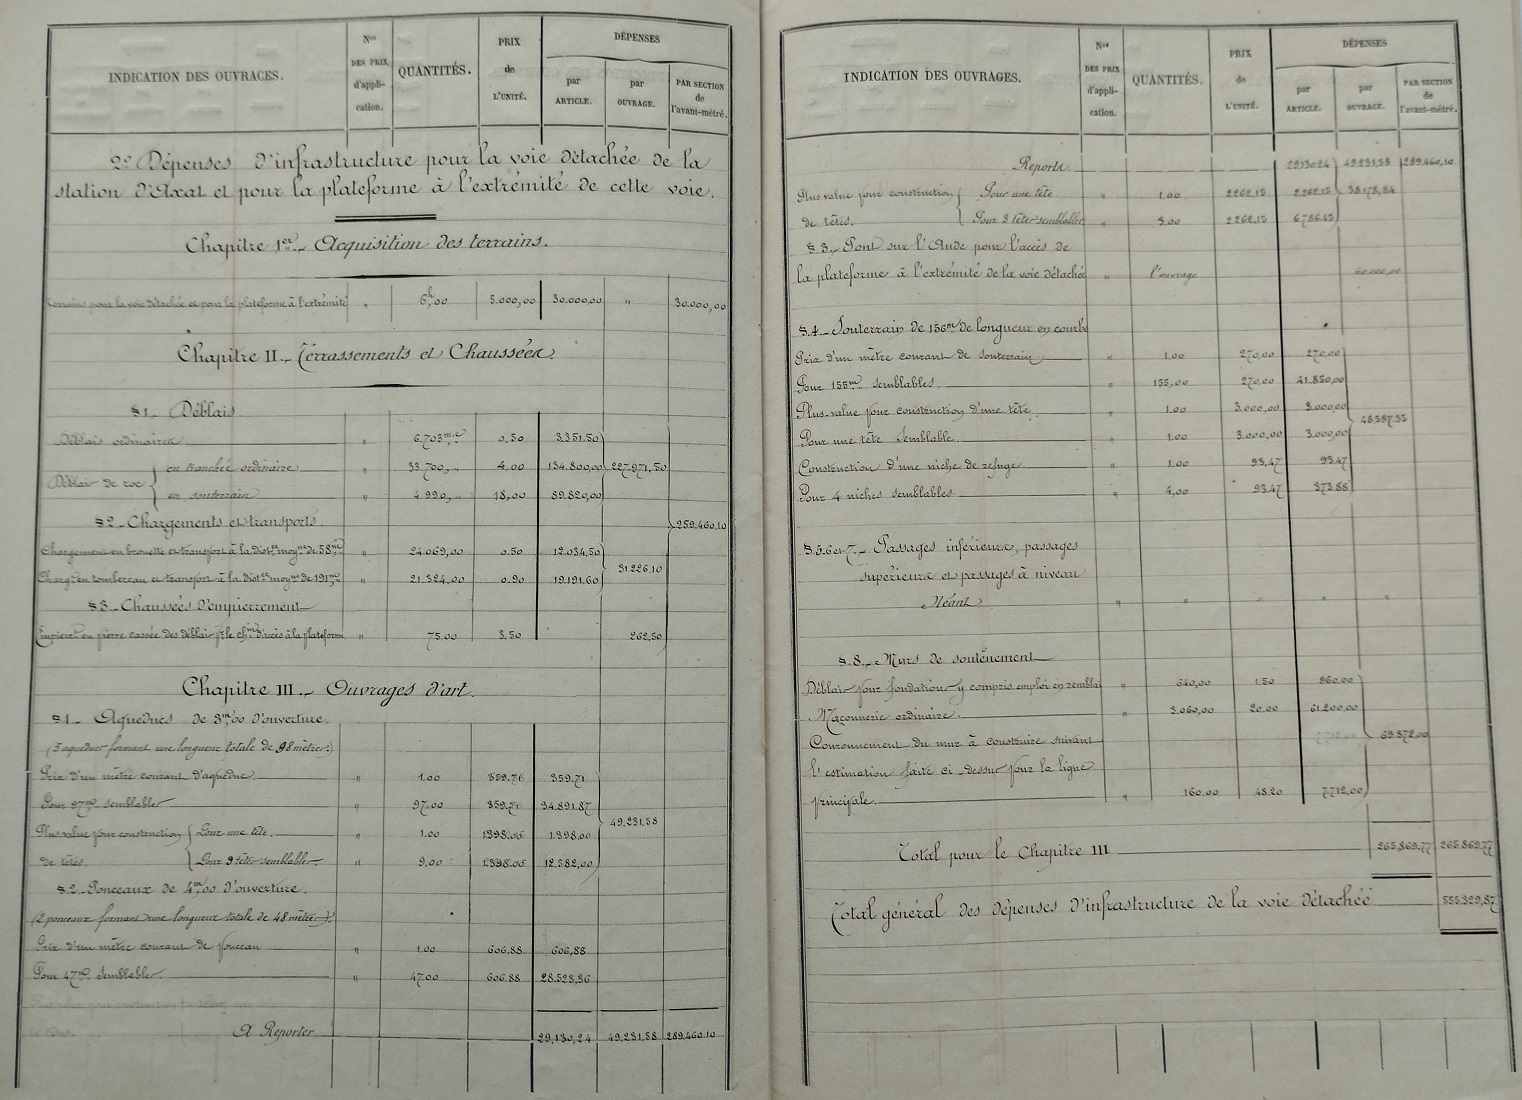 INDICATION DES OUVRAGES.
Nos DES PRIX d'appli-cation.
QUANTITÉS.
PRIX de L'UNITÉ.
DÉPENSES
par ARTICLE.
par OUVRAGE.
PAR SECTION de l'avant-métré.
2º Dépenses d'infrastructure pour la voie détachée de la
station d'Axat et pour la plateforme à l'extrémité de cette voie.
Chapitre 1er. Acquisition des terrains.
Terrains pour la voie détachée et pour la plateforme à l'extrémité " 6h,00 5.000,00 30.000,00 " 30.000,00
Chapitre II. Terrassements et Chaussées.
§1. Déblais
Déblais ordinaires " 6.703mc 0,50 3.351,50
Déblais de roc { en tranchée ordinaire " 33.700," 4.00 134.800,00 227.971,50
en souterrain " 4.990," 18,00 89.820,00
§2. Chargements et transports. 259.460.10
Chargement en brouette et transport à la distce moyne de 58m " 24.069,00 0.50 12.034,50
31.226.10
Chargt en tombereau et transport à la distce moyne de 191m " 21.324.00 0.90 19.191.60
§3. Chaussées d'empierrement
Empierrt en pierre cassée des déblais pr le chin d'accès à la plateforme " 75.00 3,50 262,50
Chapitre III. Ouvrages d'art.
§1. Aqueducs de 3m,00 d'ouverture.
(5 aqueducs formant une longueur totale de 98 mètres.)
Prix d'un mètre courant d'aqueduc " 1.00 359.71 359.71
Pour 97m semblables " 97.00 359.71 34.891.87
49.231.58
Plus value pour construction { Pour une tête. " 1.00 1398.00 1.398.00
de têtes. { Pour 9 têtes semblables " 9,00 1398.00 12.582,00
§.2. Ponceaux de 4m,00 d'ouverture.
(2 ponceaux formant une longueur totale de 48 mètres.)
Prix d'un mètre courant de ponceau " 1.00 606.88 606,88
Pour 47m semblables " 47.00 606.88 28.523,36
A Reporter 29,130,24 49,231,58 289.460.10
INDICATION DES OUVRAGES.
Nos DES PRIX d'appli-cation.
QUANTITÉS.
PRIX de L'UNITÉ.
DÉPENSES
par ARTICLE.
par OUVRAGE.
PAR SECTION de l'avant-métré.
Reports 29130.24 49.231,58 289.460,10
Plus value pour construction { Pour une tête " 1.00 2262.15 2.262.15 38.178,84
de têtes. { Pour 3 têtes semblables " 3.00 2262.15 6.786.45
§.3. Pont sur l'Aude pour l'accès de
la plateforme à l'extrémité de la voie détachée " l'ouvrage 60.000,00
§.4. Souterrain de 156m de longueur en courbe
Prix d'un mètre courant de souterrain " 1.00 270,00 270,00
Pour 155m semblables. " 155,00 270.00 41.850,00
Plus-value pour construction d'une tête. " 1.00 3.000,00 3.000,00
48,587.35
Pour une tête semblable. " 1.00 3.000,00 3.000,00
Construction d'une niche de refuge " 1.00 93,47 93.47
Pour 4 niches semblables " 4,00 93.47 373.88
§.5.6 et 7. Passages inférieurs, passages
supérieurs et passages à niveau
Néant. " " " " "
§.8. Murs de soutènement
Déblais pour fondation y compris emploi en remblai " 640,00 1.50 960.00
Maçonnerie ordinaire. " 3.060,00 20.00 61.200,00
Couronnement du mur à construire suivant 69.872,00
l'estimation faite ci-dessus pour la ligne
principale. " 160.00 48.20 7.712,00
Total pour le Chapitre III 265,869.77 265,869,77
Total général des dépenses d'infrastructure de la voie détachée 555.329,87